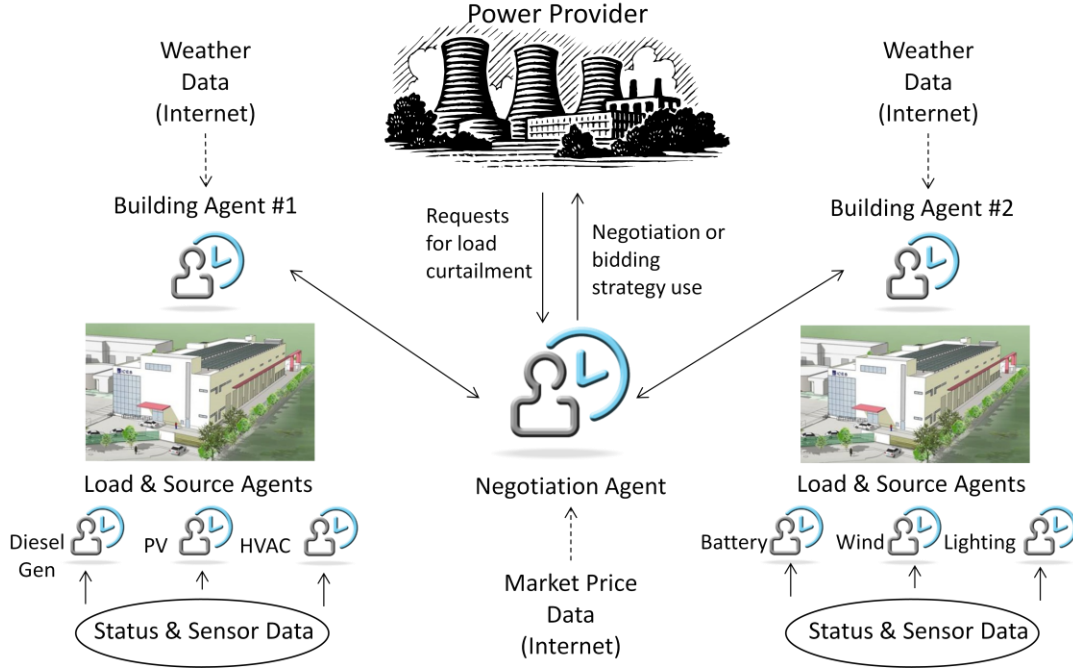 Power Provider
Weather
Data
(Internet)
Weather
Data
(Internet)
Building Agent #1
Requests
for load
curtailment
Negotiation or
bidding
strategy use
Building Agent #2
Load & Source Agents
Negotiation Agent
Load & Source Agents
Diesel
Gen
PV
HVAC
Battery
Wind
Lighting
Market Price
Data
(Internet)
Status & Sensor Data
Status & Sensor Data